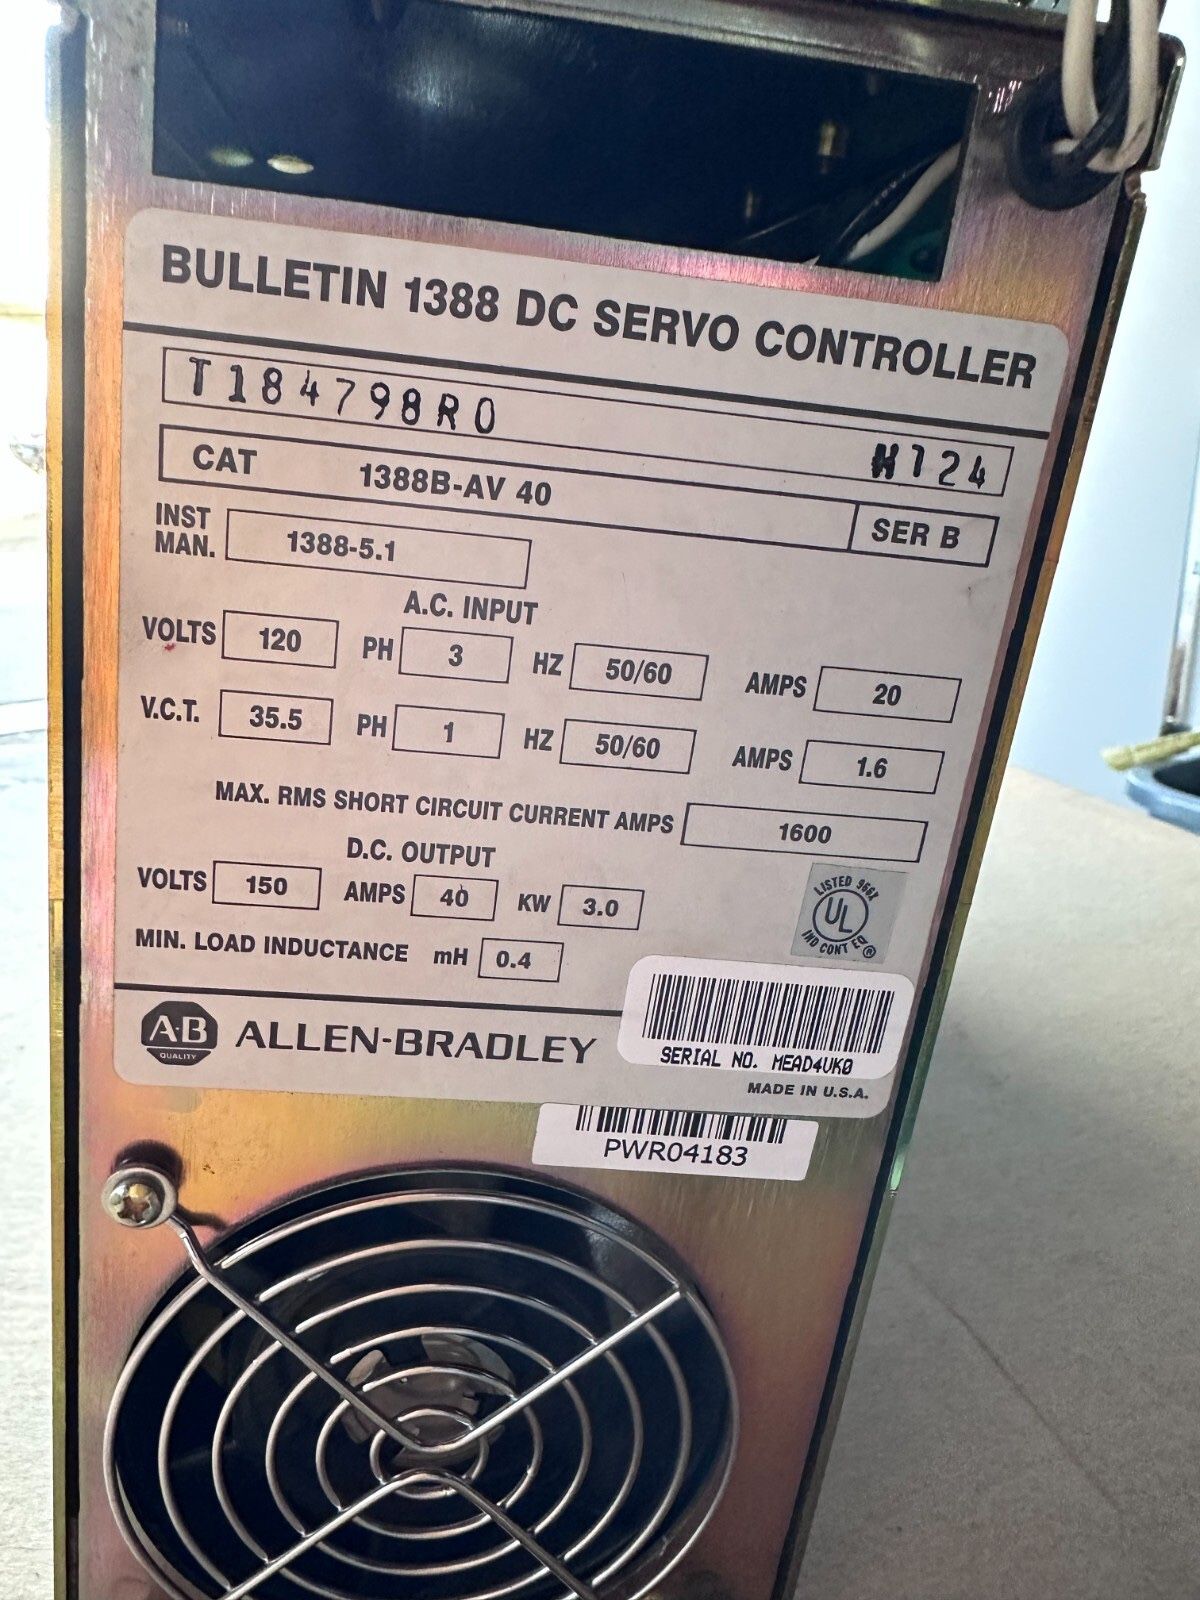 BULLETIN 1388 DC SERVO CONTROLLER
T184798R0 H124
CAT 1388B-AV 40 SER B
INST MAN. 1388-5.1
A.C. INPUT
VOLTS 120 PH 3 HZ 50/60 AMPS 20
V.C.T. 35.5 PH 1 HZ 50/60 AMPS 1.6
MAX. RMS SHORT CIRCUIT CURRENT AMPS 1600
D.C. OUTPUT
VOLTS 150 AMPS 40 KW 3.0
LISTED 966X
UL
IND CONT EQ ®
MIN. LOAD INDUCTANCE mH 0.4
A-B
QUALITY
ALLEN-BRADLEY
SERIAL NO. MEAD4UK0
MADE IN U.S.A.
PWR04183